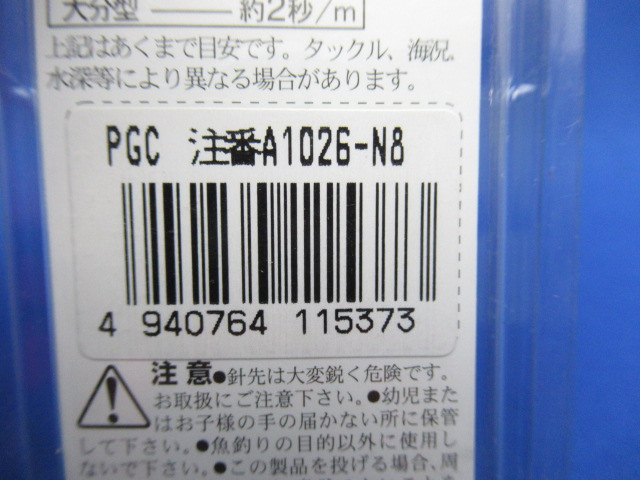 大分型 ―― 約2秒/m
上記はあくまで目安です。タックル、海況、
水深等により異なる場合があります。
PGC 注番A1026-N8
4 940764 115373
注意●針先は大変鋭く危険です。
お取扱にご注意下さい。●幼児また
はお子様の手の届かない所に保管
して下さい。●魚釣りの目的以外に使用し
ないで下さい。●この製品を投げる場合、周